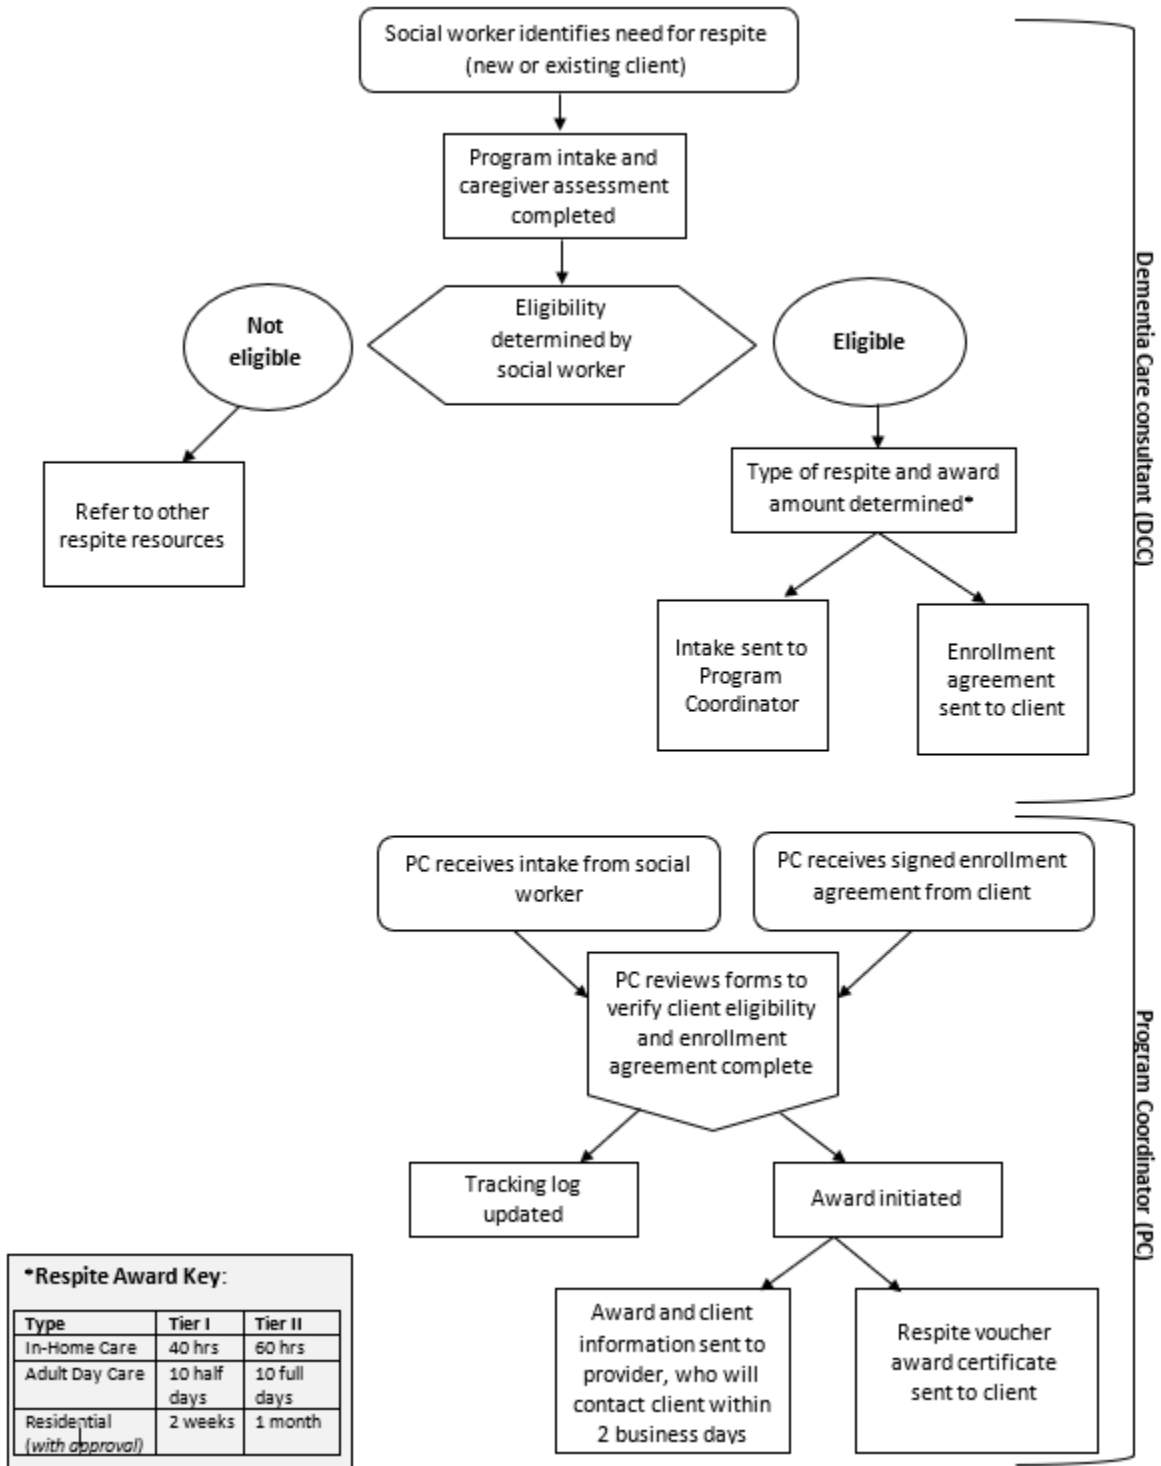 Social worker identifies need for respite
(new or existing client)
Program intake and
caregiver assessment
completed
Not
eligible
Eligibility
determined by
social worker
Eligible
Type of respite and award
amount determined*
Refer to other
respite resources
Intake sent to
Program
Coordinator
Enrollment
agreement
sent to client
Dementia Care consultant (DCC)
PC receives intake from social
worker
PC receives signed enrollment
agreement from client
PC reviews forms to
verify client eligibility
and enrollment
agreement complete
Tracking log
updated
Award initiated
Award and client
information sent to
provider, who will
contact client within
2 business days
Respite voucher
award certificate
sent to client
Program Coordinator (PC)
*Respite Award Key:
Type Tier I Tier II
In-Home Care 40 hrs 60 hrs
Adult Day Care 10 half 10 full
days days
Residential 2 weeks 1 month
(with approval)